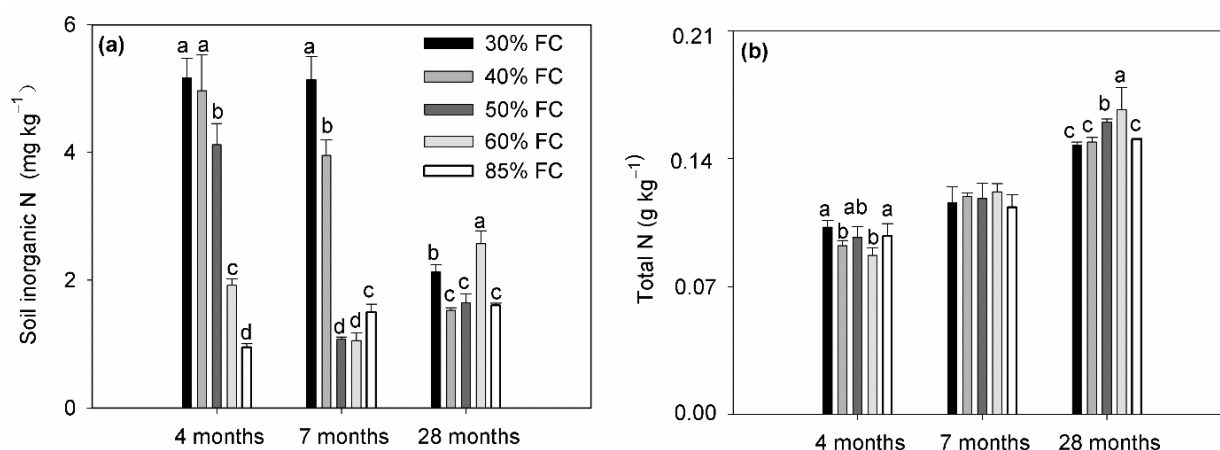 6
(a)
a a
a
30% FC
40% FC
b
b
50% FC
60% FC
4
85% FC
Soil inorganic N (mg kg⁻¹)
a
c
b
2
c
c c
c
d
d d
0
4 months 7 months 28 months
0.21
(b)
a
b
c c
c
0.14
Total N (g kg⁻¹)
a
ab
a
b
b
0.07
0.00
4 months 7 months 28 months